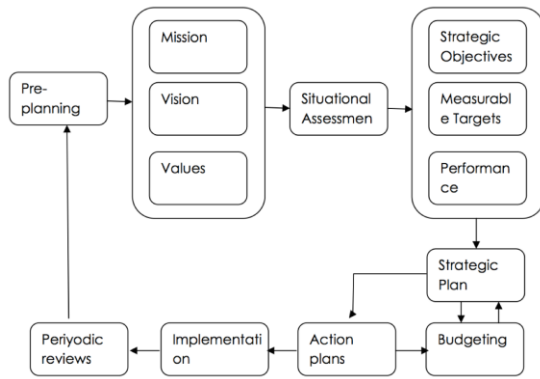 Mission
Strategic
Objectives
Pre-
planning
Vision
Situational
Assessmen
Measurabl
e Targets
Values
Performan
ce
Strategic
Plan
Periyodic
reviews
Implementati
on
Action
plans
Budgeting